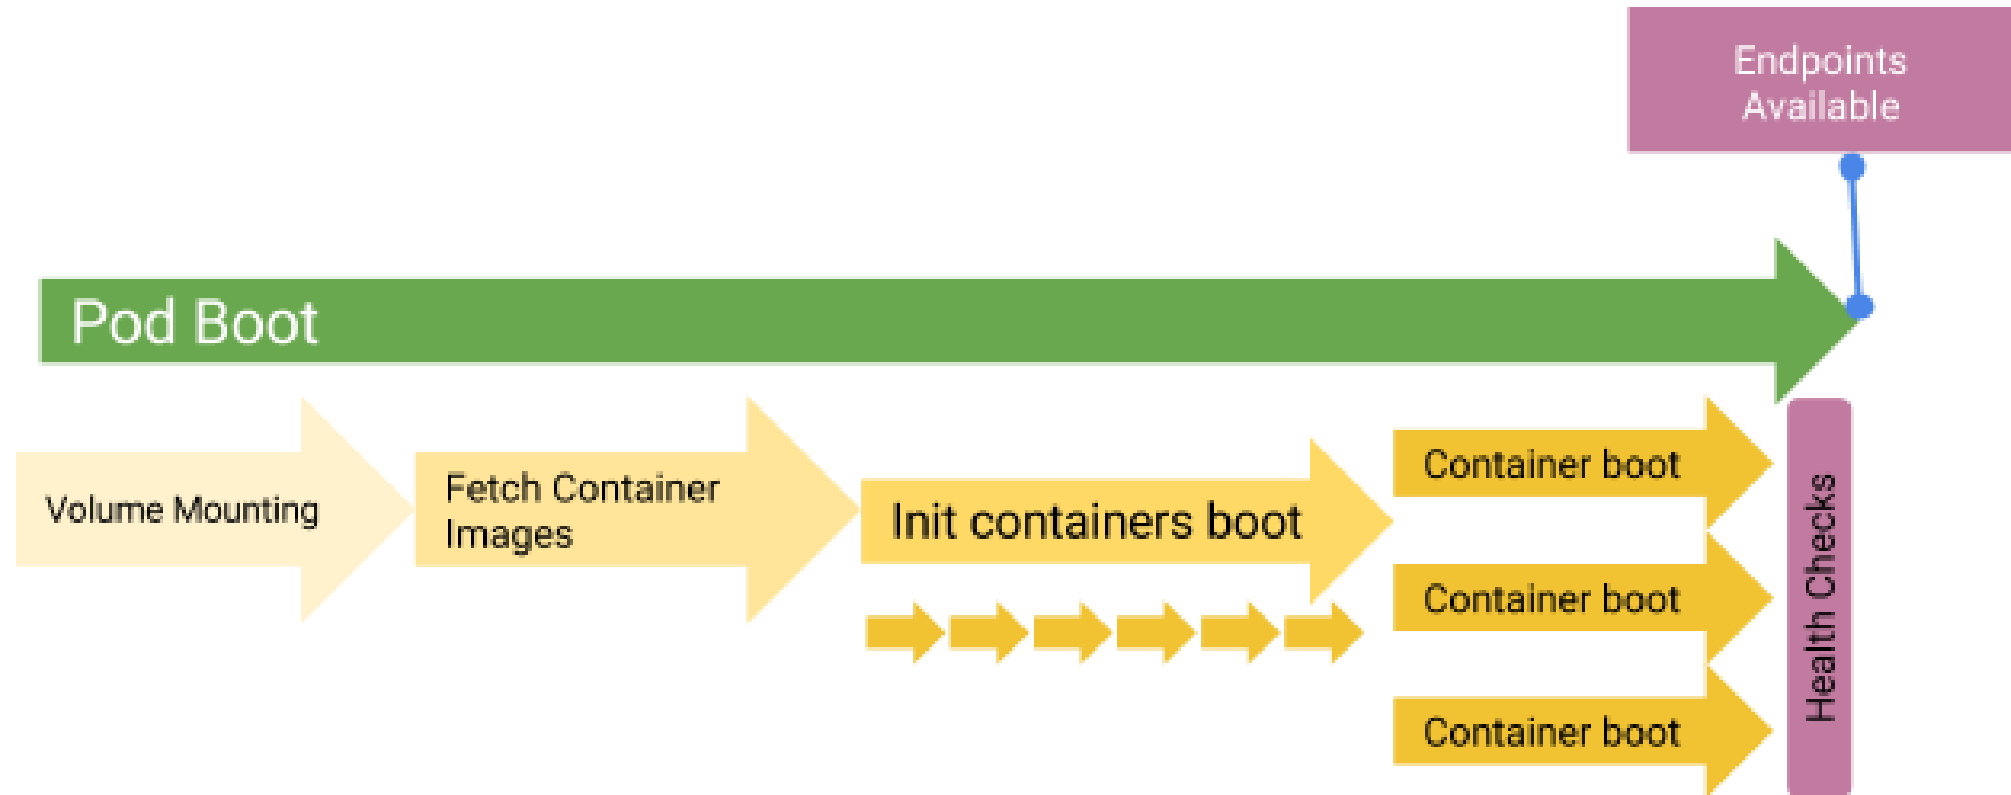 Endpoints
Available
Pod Boot
Volume Mounting
Fetch Container
Images
Init containers boot
Container boot
Container boot
Container boot
Health Checks